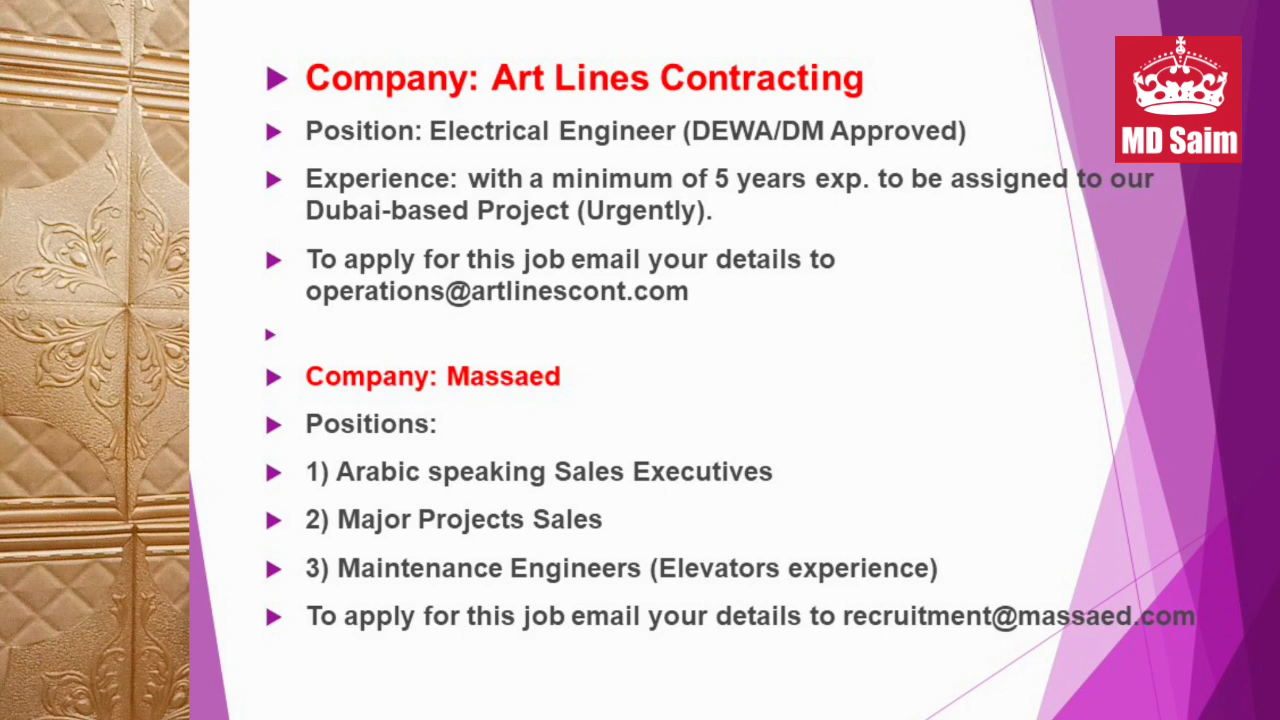 Company: Art Lines Contracting
MD Saim
Position: Electrical Engineer (DEWA/DM Approved)
Experience: with a minimum of 5 years exp. to be assigned to our
Dubai-based Project (Urgently).
To apply for this job email your details to
operations@artlinescont.com
Company: Massaed
Positions:
1) Arabic speaking Sales Executives
2) Major Projects Sales
3) Maintenance Engineers (Elevators experience)
To apply for this job email your details to recruitment@massaed.com